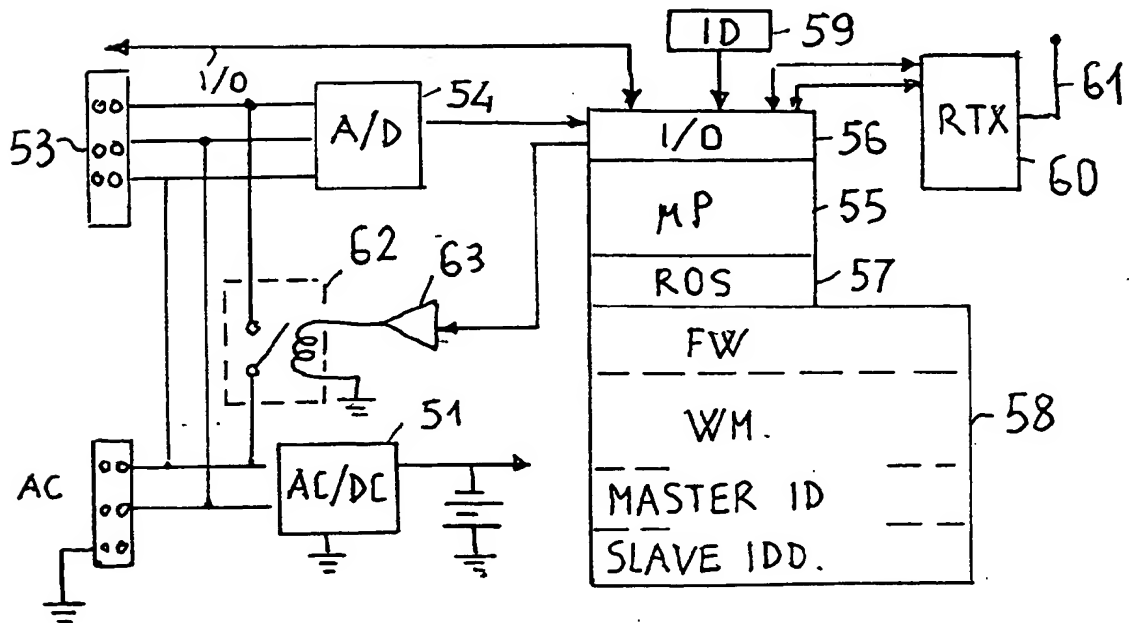 ID 59
I/O
53
A/D 54
I/O 56
RTX 61
60
μP 55
62 63
ROS 57
FW
WM. 58
51
AC AC/DC
MASTER ID
SLAVE IDD.